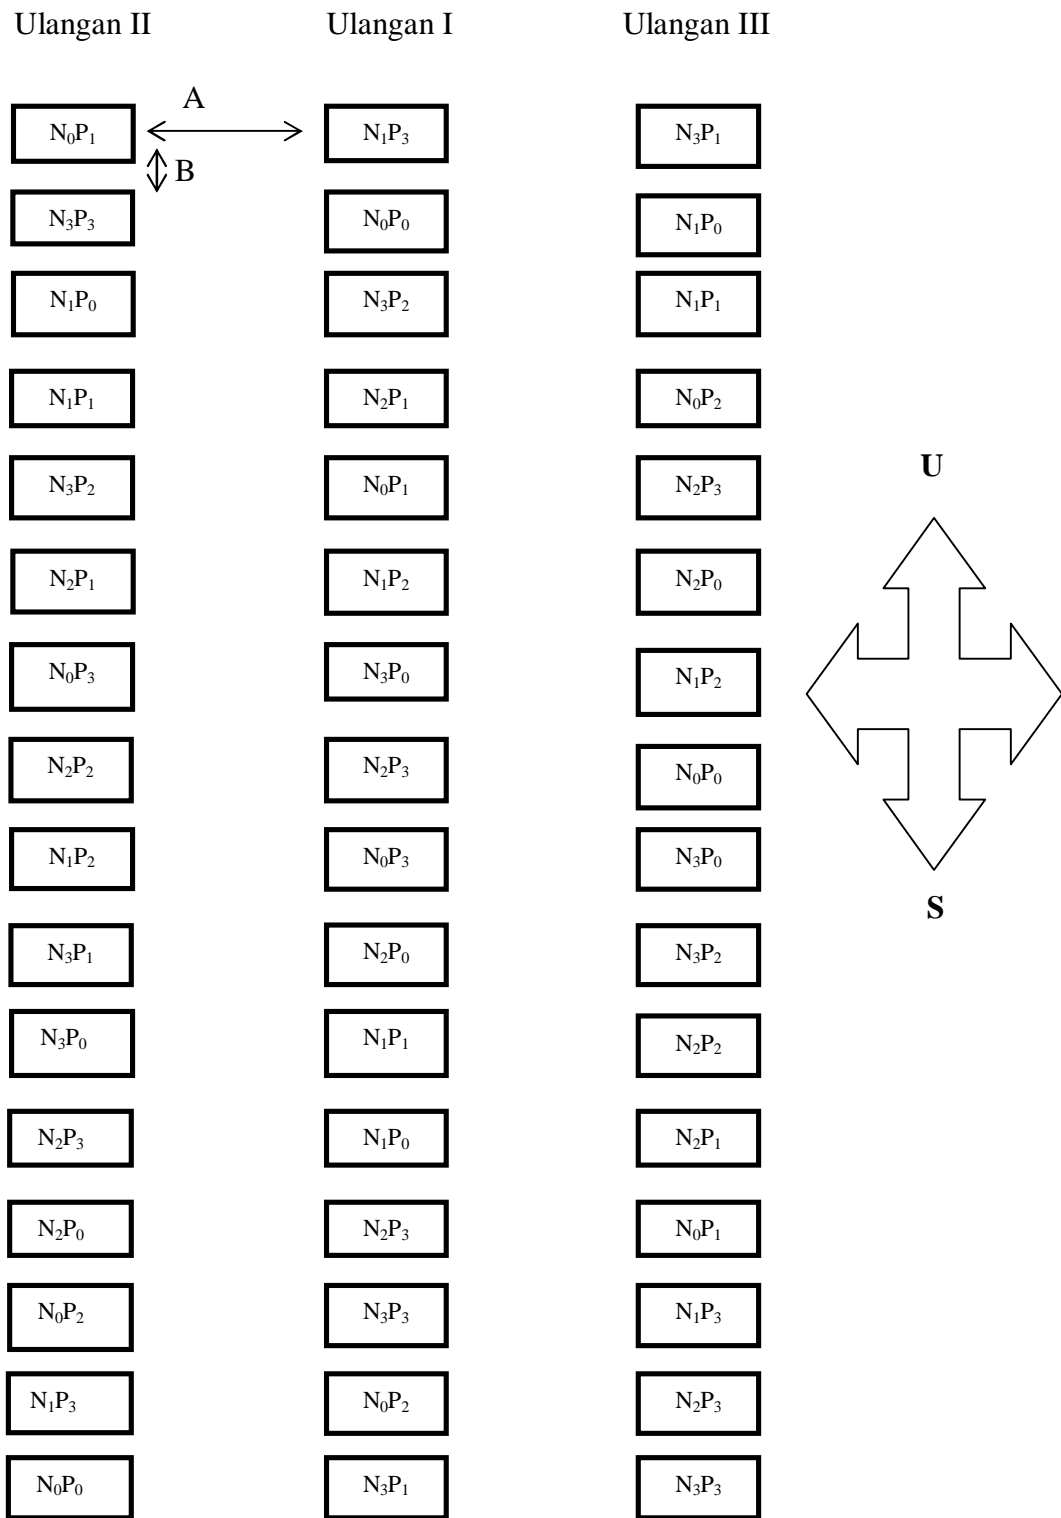 Ulangan II Ulangan I Ulangan III
A
N₀P₁ N₁P₃ N₃P₁
B
N₃P₃ N₀P₀ N₁P₀
N₁P₀ N₃P₂ N₁P₁
N₁P₁ N₂P₁ N₀P₂
U
N₃P₂ N₀P₁ N₂P₃
N₂P₁ N₁P₂ N₂P₀
N₀P₃ N₃P₀ N₁P₂
N₂P₂ N₂P₃ N₀P₀
N₁P₂ N₀P₃ N₃P₀
S
N₃P₁ N₂P₀ N₃P₂
N₃P₀ N₁P₁ N₂P₂
N₂P₃ N₁P₀ N₂P₁
N₂P₀ N₂P₃ N₀P₁
N₀P₂ N₃P₃ N₁P₃
N₁P₃ N₀P₂ N₂P₃
N₀P₀ N₃P₁ N₃P₃